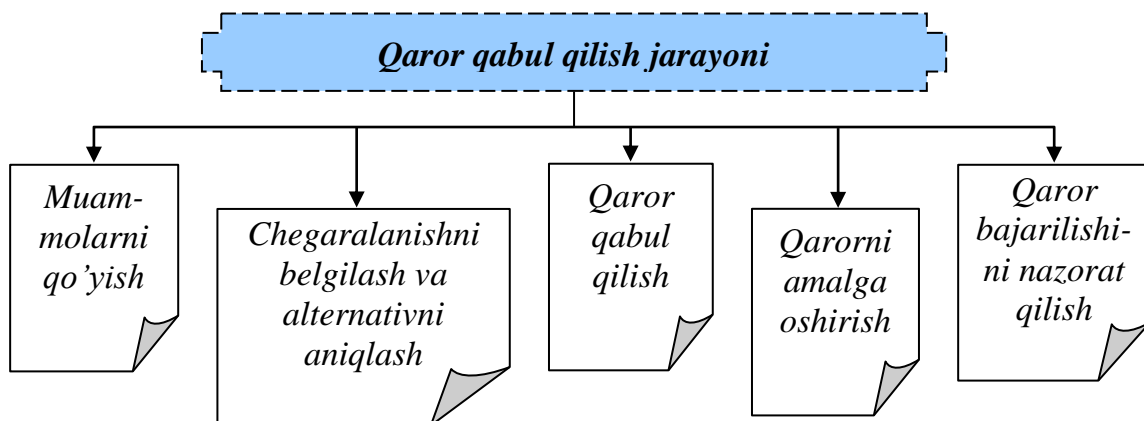 Qaror qabul qilish jarayoni
Muam-
molarni
qo’yish
Chegaralanishni
belgilash va
alternativni
aniqlash
Qaror
qabul
qilish
Qarorni
amalga
oshirish
Qaror
bajarilishi-
ni nazorat
qilish